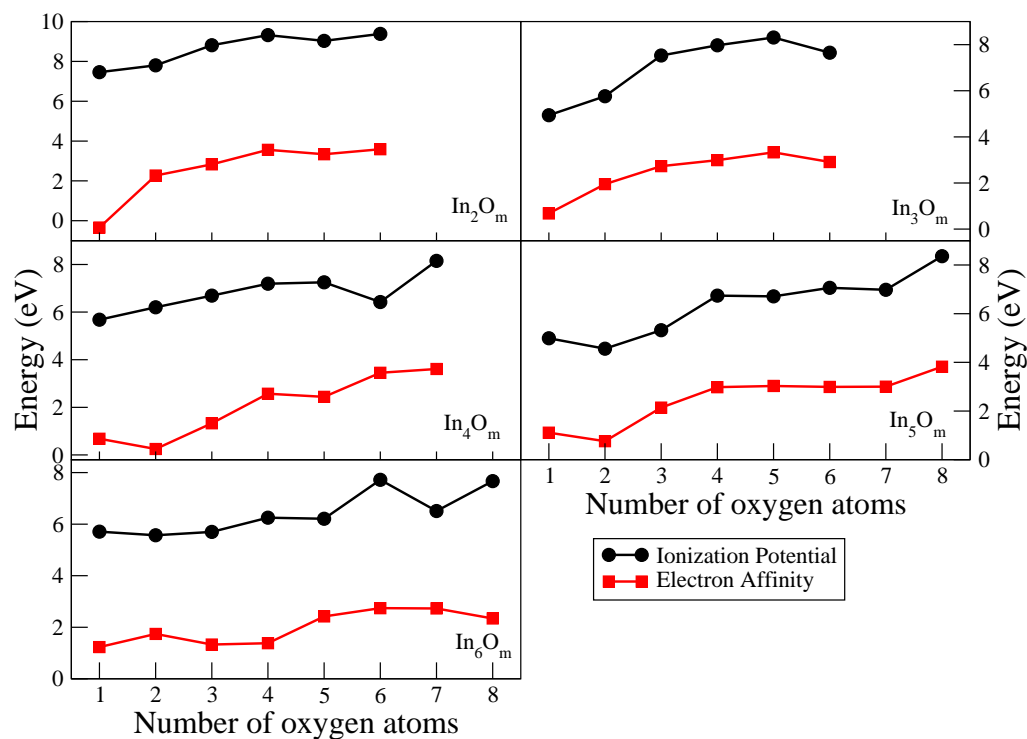 10
8
6
4
2
0
In2Om
8
6
4
2
0
In3Om
Energy (eV)
8
6
4
2
0
In4Om
8
6
4
2
0
In5Om
Energy (eV)
1 2 3 4 5 6 7 8
Number of oxygen atoms
8
6
4
2
0
In6Om
1 2 3 4 5 6 7 8
Number of oxygen atoms
Ionization Potential
Electron Affinity